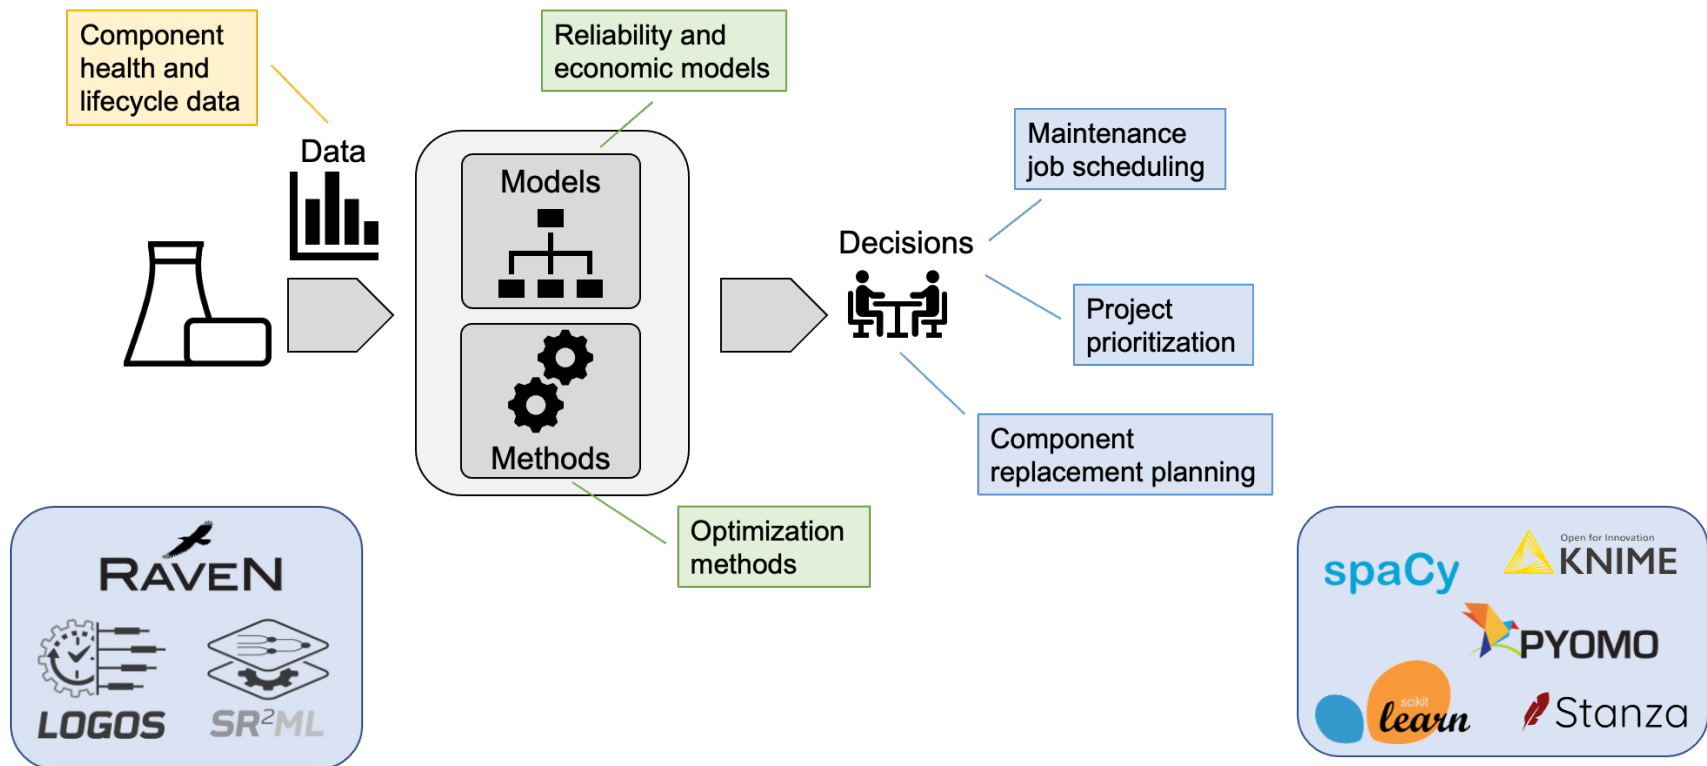 Component
health and
lifecycle data
Reliability and
economic models
Data
Models
Methods
Optimization
methods
Decisions
Maintenance
job scheduling
Project
prioritization
Component
replacement planning
RAVEN
LOGOS
SR²ML
spaCy
Open for Innovation
KNIME
PYOMO
scikit
learn
Stanza